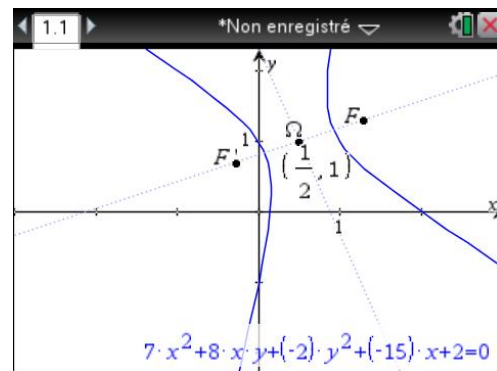 1.1 *Non enregistré
y
F
Ω
1
F'
(1/2, 1)
x
1
7·x²+8·x·y+(-2)·y²+(-15)·x+2=0